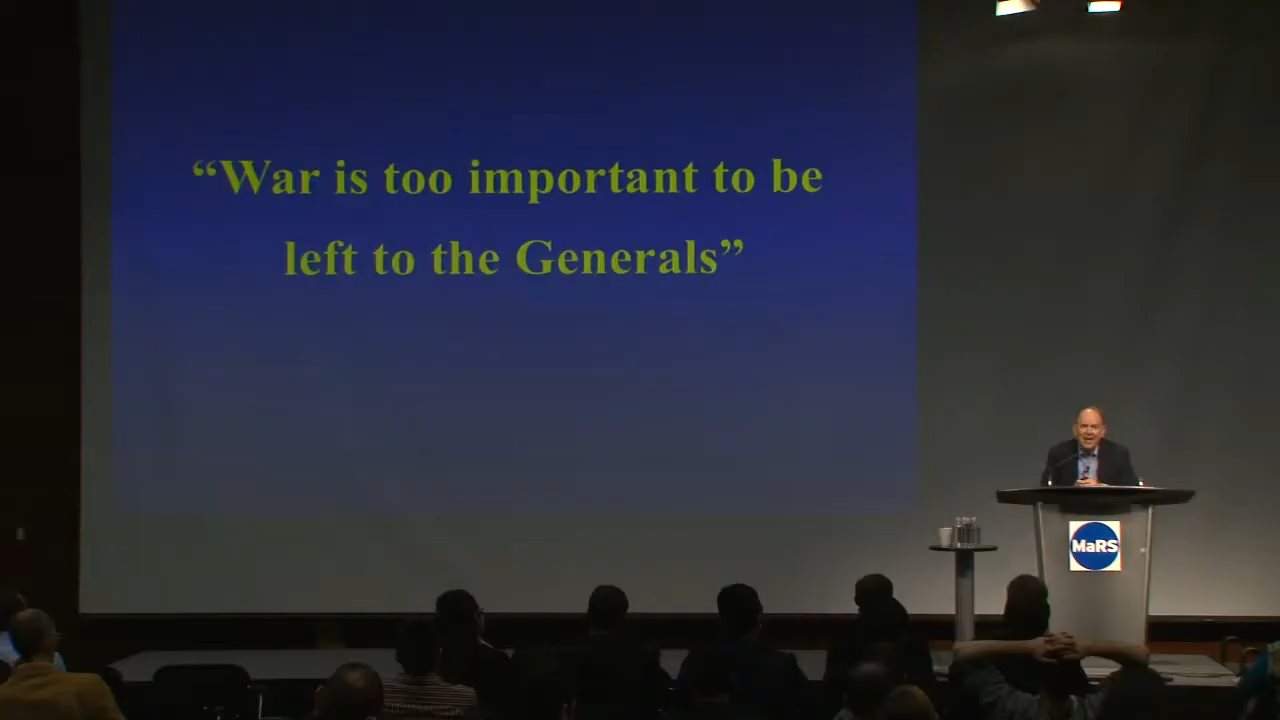 “War is too important to be
left to the Generals”
MaRS